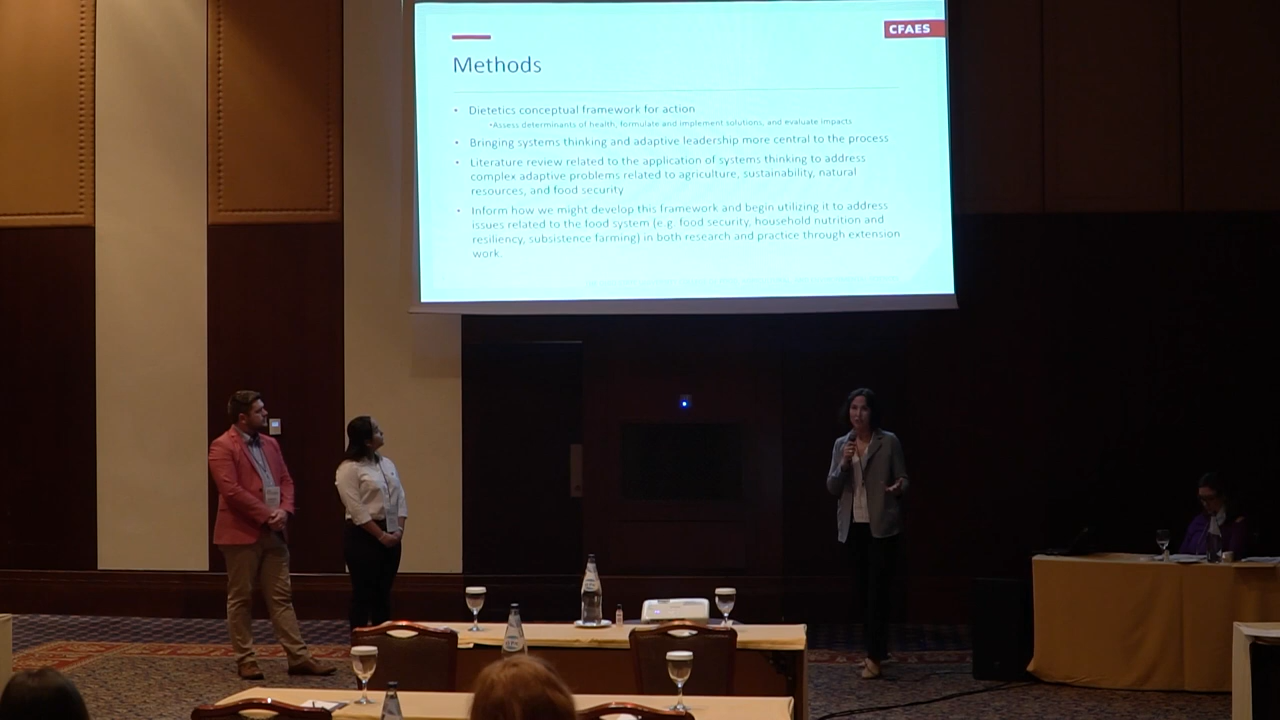 CFAES
Methods
• Dietetics conceptual framework for action
•Assess determinants of health, formulate and implement solutions, and evaluate impacts
• Bringing systems thinking and adaptive leadership more central to the process
• Literature review related to the application of systems thinking to address
complex adaptive problems related to agriculture, sustainability, natural
resources, and food security
• Inform how we might develop this framework and begin utilizing it to address
issues related to the food system (e.g. food security, household nutrition and
resiliency, subsistence farming) in both research and practice through extension
work.